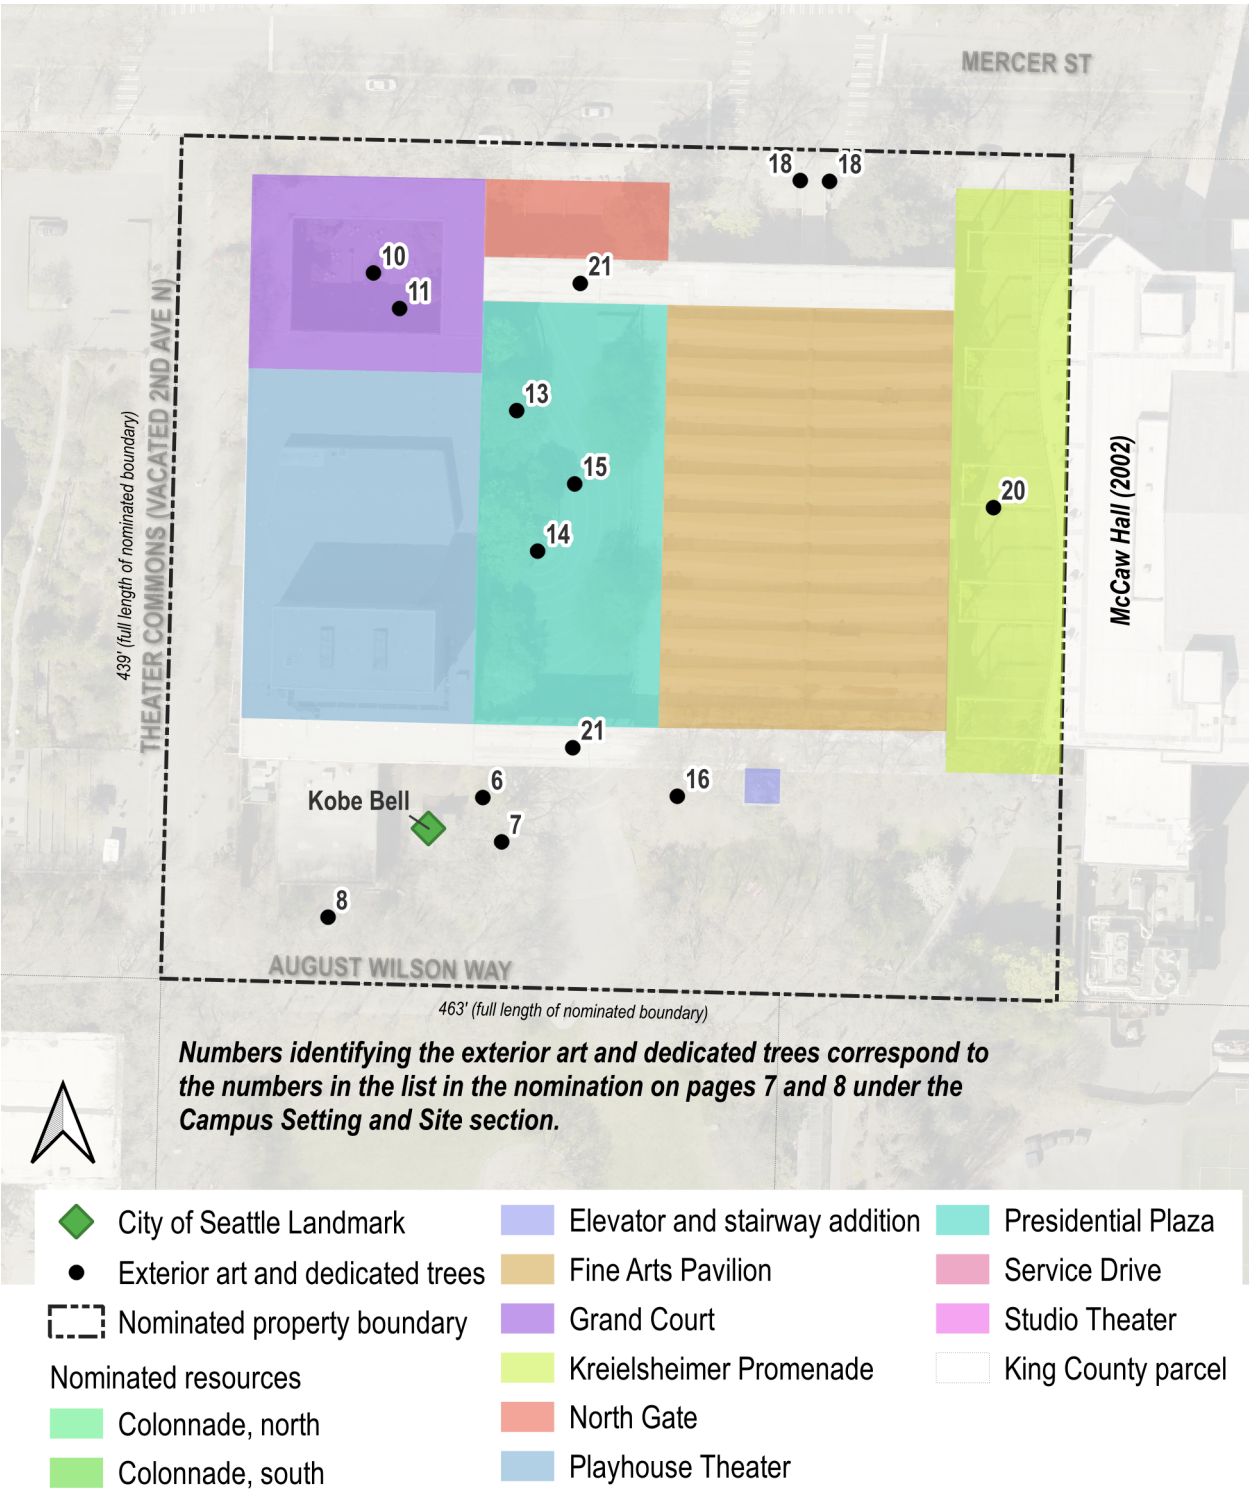 MERCER ST
18 18
10
11
21
13
15
14
20
THEATER COMMONS (VACATED 2ND AVE N)
439' (full length of nominated boundary)
McCaw Hall (2002)
21
6
16
Kobe Bell
7
8
AUGUST WILSON WAY
463' (full length of nominated boundary)
Numbers identifying the exterior art and dedicated trees correspond to
the numbers in the list in the nomination on pages 7 and 8 under the
Campus Setting and Site section.
City of Seattle Landmark
Exterior art and dedicated trees
Nominated property boundary
Nominated resources
Colonnade, north
Colonnade, south
Elevator and stairway addition
Fine Arts Pavilion
Grand Court
Kreielsheimer Promenade
North Gate
Playhouse Theater
Presidential Plaza
Service Drive
Studio Theater
King County parcel